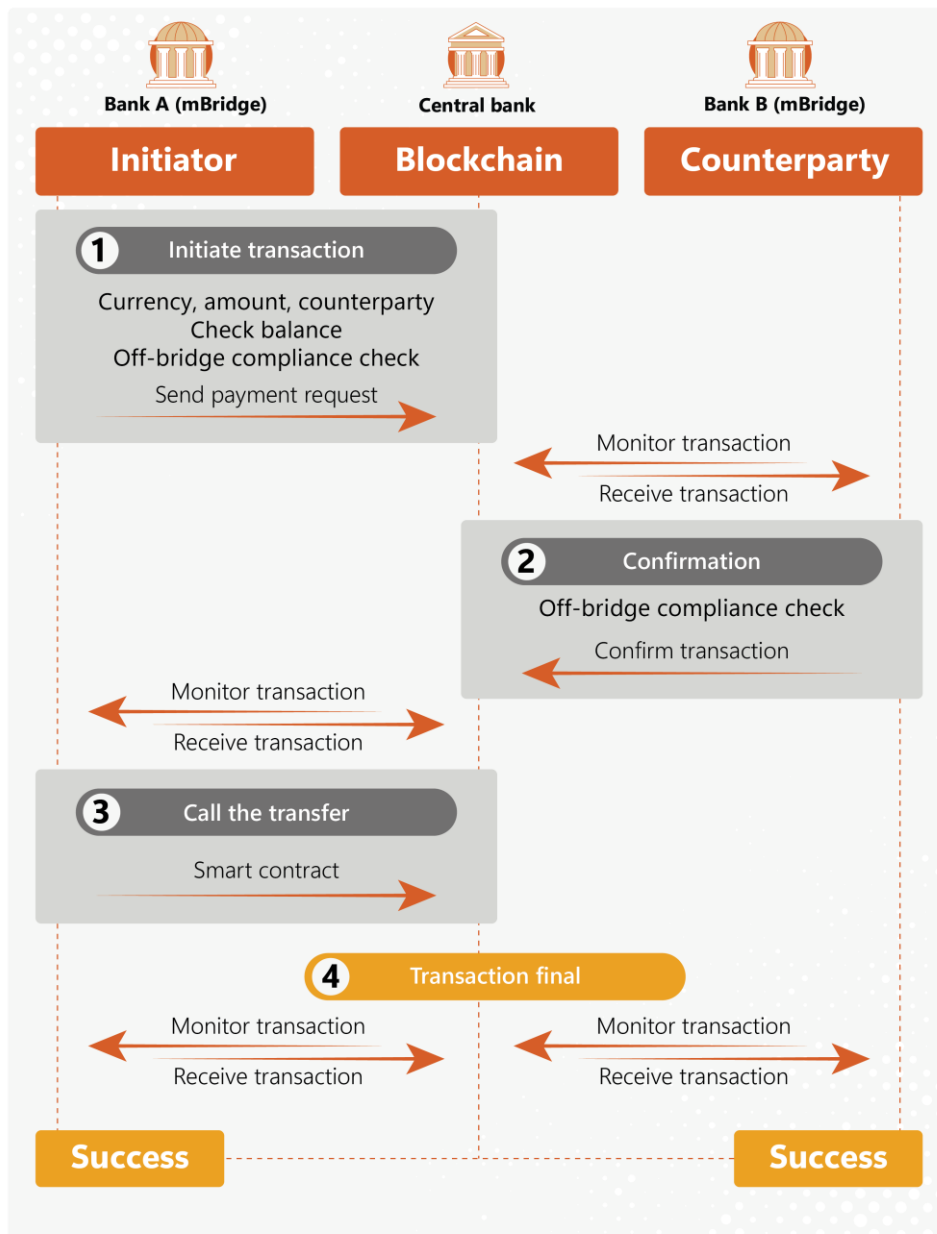 Bank A (mBridge)
Central bank
Bank B (mBridge)
Initiator
Blockchain
Counterparty
1
Initiate transaction
Currency, amount, counterparty
Check balance
Off-bridge compliance check
Send payment request
Monitor transaction
Receive transaction
2
Confirmation
Off-bridge compliance check
Confirm transaction
Monitor transaction
Receive transaction
3
Call the transfer
Smart contract
4
Transaction final
Monitor transaction
Receive transaction
Monitor transaction
Receive transaction
Success
Success